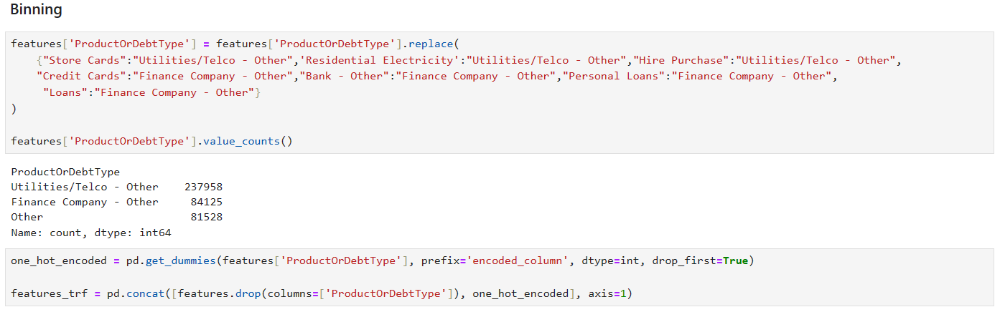 Binning
features['ProductOrDebtType'] = features['ProductOrDebtType'].replace(
{"Store Cards":"Utilities/Telco - Other",'Residential Electricity':"Utilities/Telco - Other","Hire Purchase":"Utilities/Telco - Other",
"Credit Cards":"Finance Company - Other","Bank - Other":"Finance Company - Other","Personal Loans":"Finance Company - Other",
"Loans":"Finance Company - Other"}
)
features['ProductOrDebtType'].value_counts()
ProductOrDebtType
Utilities/Telco - Other 237958
Finance Company - Other 84125
Other 81528
Name: count, dtype: int64
one_hot_encoded = pd.get_dummies(features['ProductOrDebtType'], prefix='encoded_column', dtype=int, drop_first=True)
features_trf = pd.concat([features.drop(columns=['ProductOrDebtType']), one_hot_encoded], axis=1)